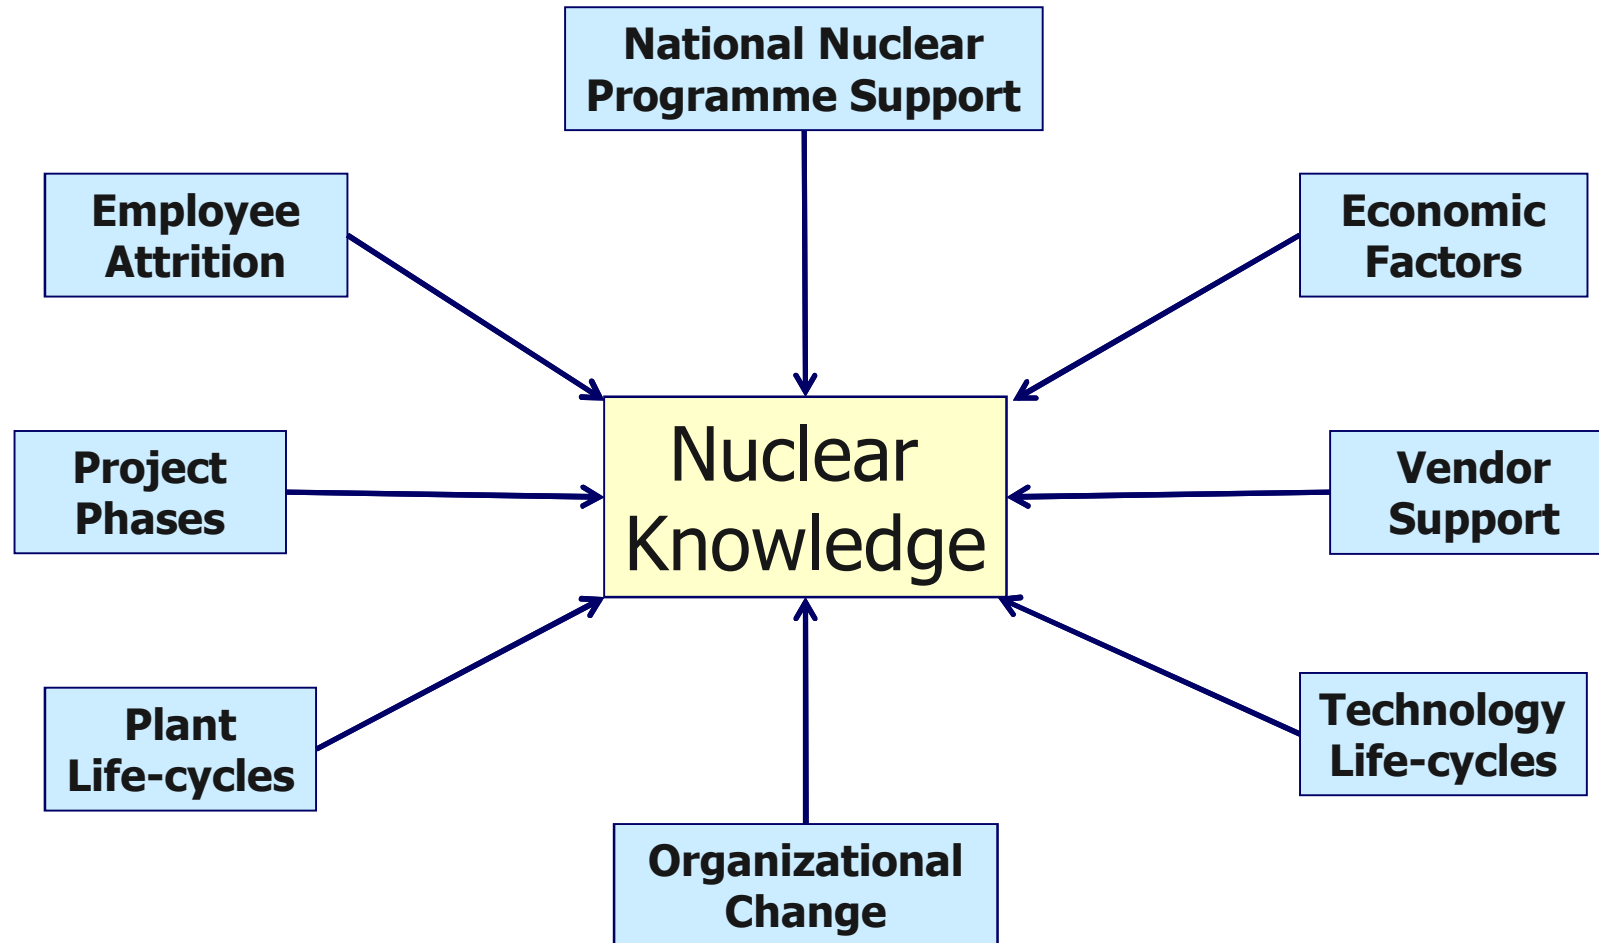 National Nuclear
Programme Support
Employee
Attrition
Economic
Factors
Nuclear
Knowledge
Project
Phases
Vendor
Support
Plant
Life-cycles
Technology
Life-cycles
Organizational
Change